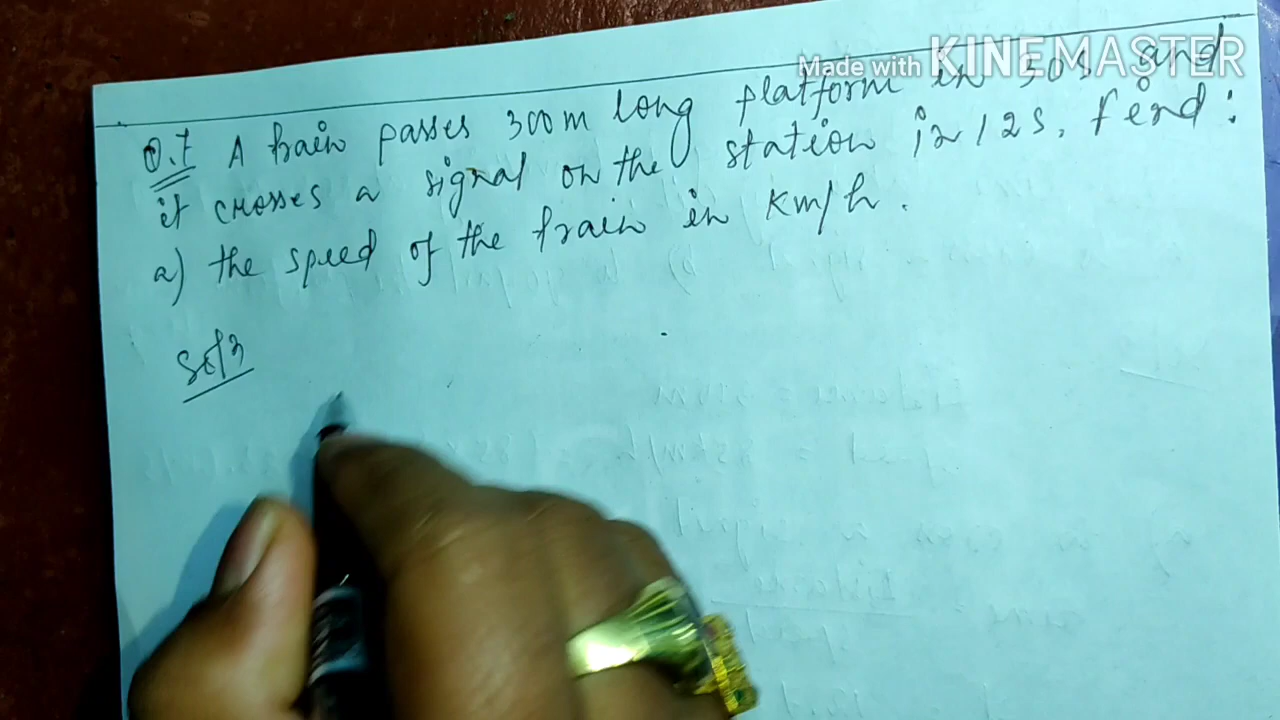 Made with KINEMASTER
Q.7 A train passes 300m long platform in 30s and
it crosses a signal on the station in 12s. Find:
a) the speed of the train in Km/h.
Soln